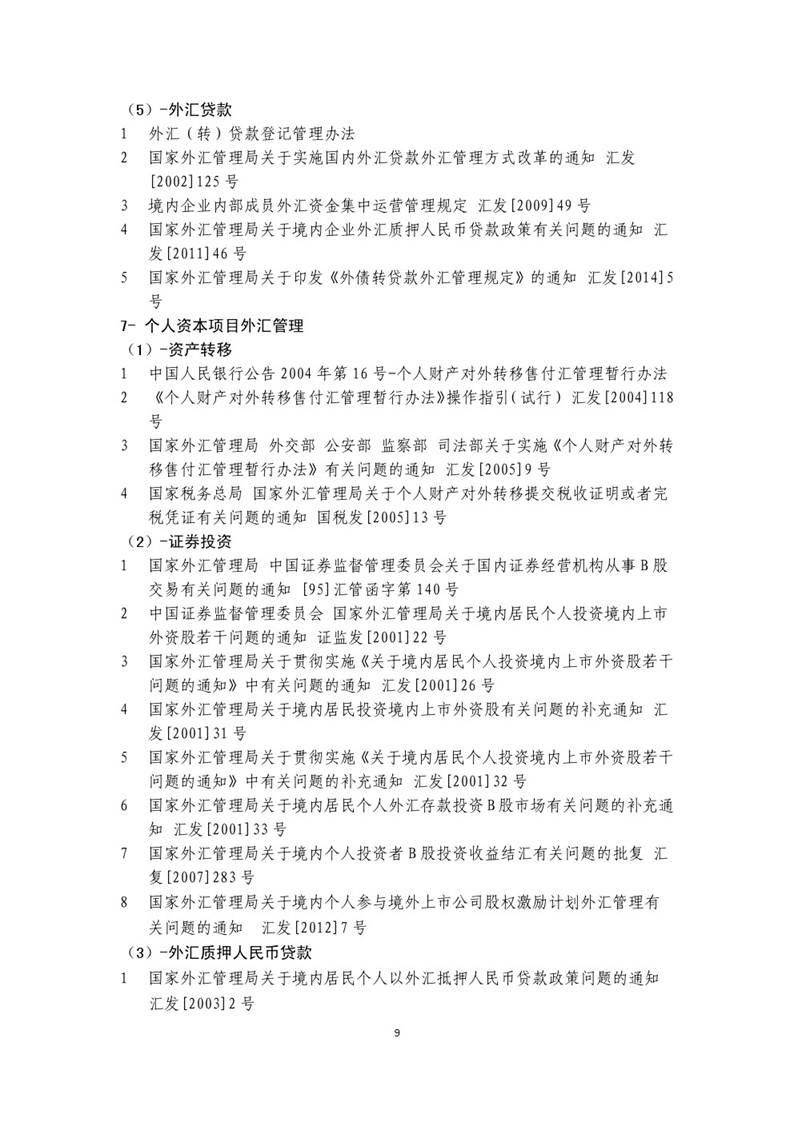 （5）-外汇贷款
1 外汇（转）贷款登记管理办法
2 国家外汇管理局关于实施国内外汇贷款外汇管理方式改革的通知 汇发
[2002]125 号
3 境内企业内部成员外汇资金集中运营管理规定 汇发[2009]49 号
4 国家外汇管理局关于境内企业外汇质押人民币贷款政策有关问题的通知 汇
发[2011]46 号
5 国家外汇管理局关于印发《外债转贷款外汇管理规定》的通知 汇发[2014]5
号
7- 个人资本项目外汇管理
（1）-资产转移
1 中国人民银行公告 2004 年第 16 号-个人财产对外转移售付汇管理暂行办法
2 《个人财产对外转移售付汇管理暂行办法》操作指引（试行） 汇发[2004]118
号
3 国家外汇管理局 外交部 公安部 监察部 司法部关于实施《个人财产对外转
移售付汇管理暂行办法》有关问题的通知 汇发[2005]9 号
4 国家税务总局 国家外汇管理局关于个人财产对外转移提交税收证明或者完
税凭证有关问题的通知 国税发[2005]13 号
（2）-证券投资
1 国家外汇管理局 中国证券监督管理委员会关于国内证券经营机构从事 B 股
交易有关问题的通知 [95]汇管函字第 140 号
2 中国证券监督管理委员会 国家外汇管理局关于境内居民个人投资境内上市
外资股若干问题的通知 证监发[2001]22 号
3 国家外汇管理局关于贯彻实施《关于境内居民个人投资境内上市外资股若干
问题的通知》中有关问题的通知 汇发[2001]26 号
4 国家外汇管理局关于境内居民投资境内上市外资股有关问题的补充通知 汇
发[2001]31 号
5 国家外汇管理局关于贯彻实施《关于境内居民个人投资境内上市外资股若干
问题的通知》中有关问题的补充通知 汇发[2001]32 号
6 国家外汇管理局关于境内居民个人外汇存款投资 B 股市场有关问题的补充通
知 汇发[2001]33 号
7 国家外汇管理局关于境内个人投资者 B 股投资收益结汇有关问题的批复 汇
复[2007]283 号
8 国家外汇管理局关于境内个人参与境外上市公司股权激励计划外汇管理有
关问题的通知 汇发[2012]7 号
（3）-外汇质押人民币贷款
1 国家外汇管理局关于境内居民个人以外汇抵押人民币贷款政策问题的通知
汇发[2003]2 号
9